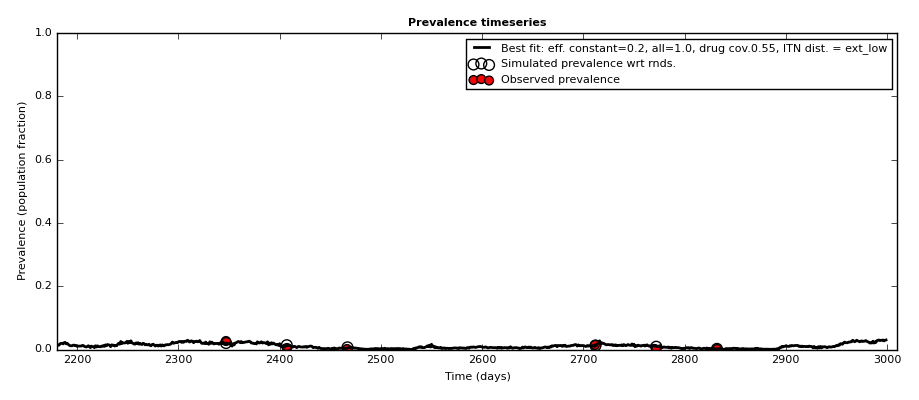 Prevalence timeseries
1.0
0.8
0.6
0.4
0.2
0.0
Prevalence (population fraction)
Best fit: eff. constant=0.2, all=1.0, drug cov.0.55, ITN dist. = ext_low
Simulated prevalence wrt rnds.
Observed prevalence
2200 2300 2400 2500 2600 2700 2800 2900 3000
Time (days)